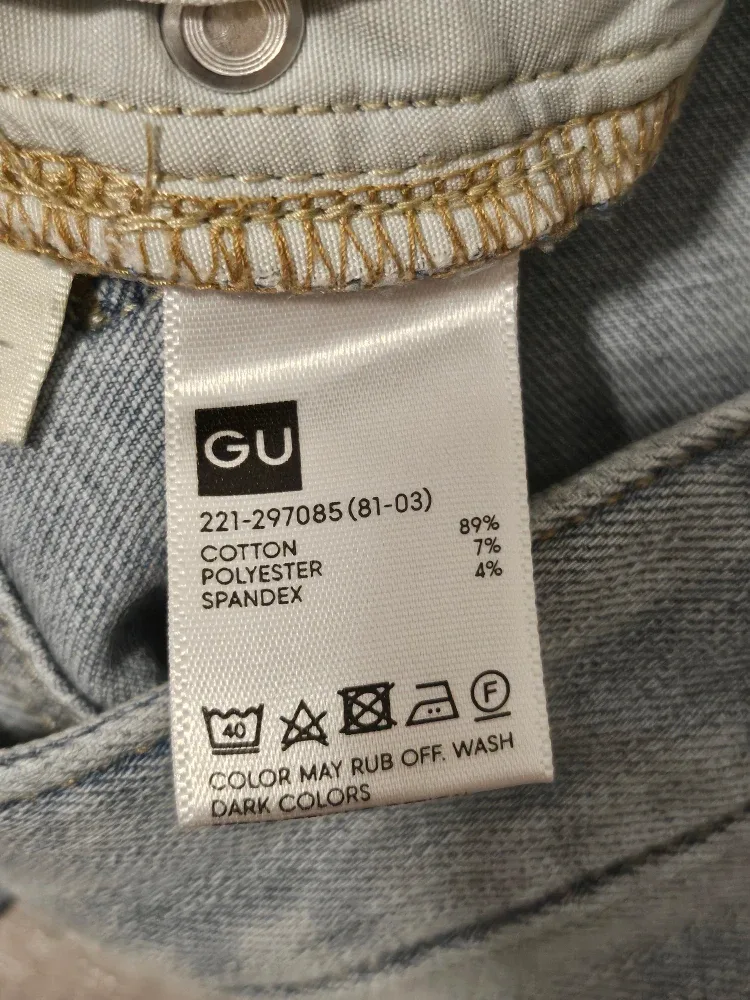 GU
221-297085(81-03)
COTTON 89%
POLYESTER 7%
SPANDEX 4%
40 F
COLOR MAY RUB OFF. WASH
DARK COLORS